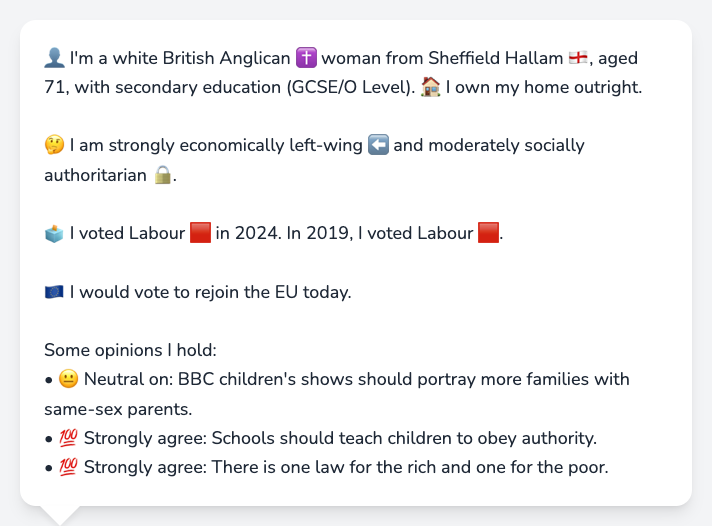 👤 I'm a white British Anglican ✝️ woman from Sheffield Hallam 🏴󠁧󠁢󠁥󠁮󠁧󠁿, aged
71, with secondary education (GCSE/O Level). 🏠 I own my home outright.
🤔 I am strongly economically left-wing ⬅️ and moderately socially
authoritarian 🔒.
🗳️ I voted Labour 🟥 in 2024. In 2019, I voted Labour 🟥.
🇪🇺 I would vote to rejoin the EU today.
Some opinions I hold:
• 😐 Neutral on: BBC children's shows should portray more families with
same-sex parents.
• 💯 Strongly agree: Schools should teach children to obey authority.
• 💯 Strongly agree: There is one law for the rich and one for the poor.